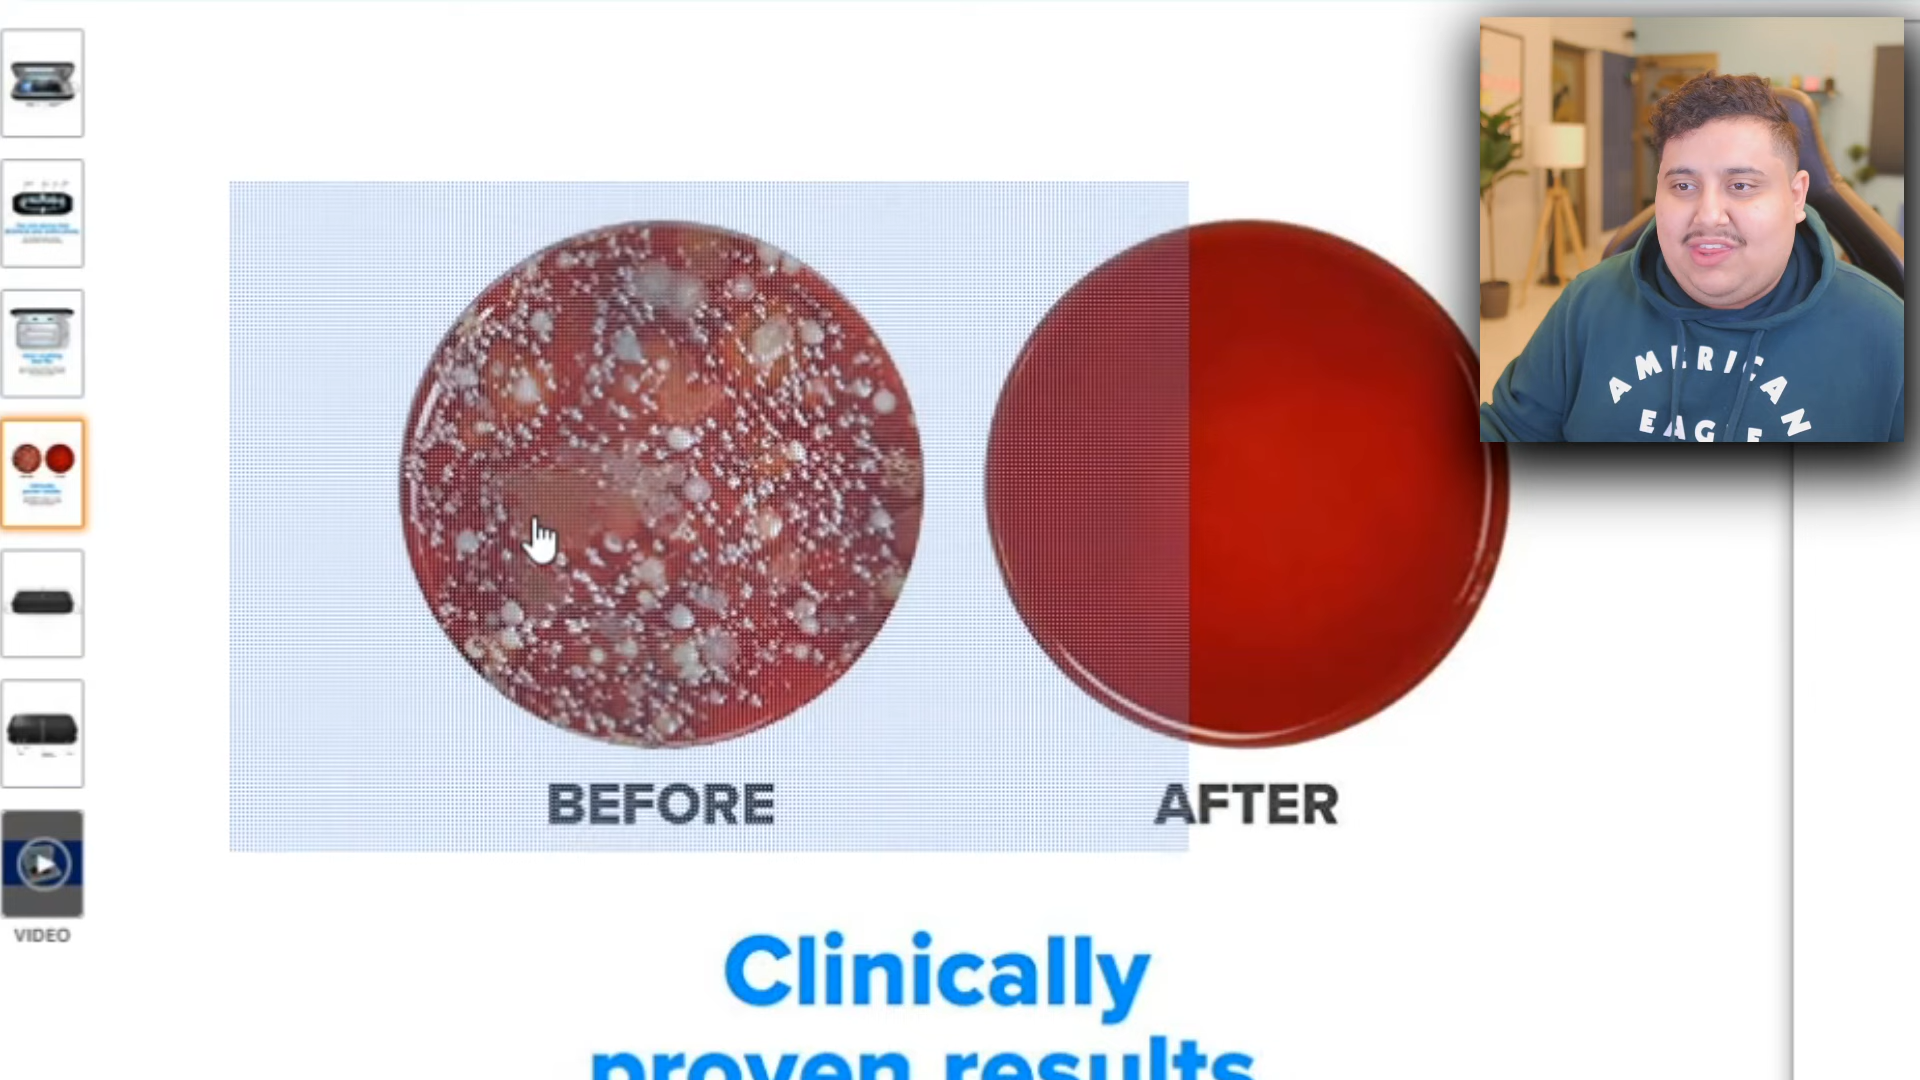 AMERICAN
EAGLE
BEFORE
AFTER
VIDEO
Clinically
proven results.